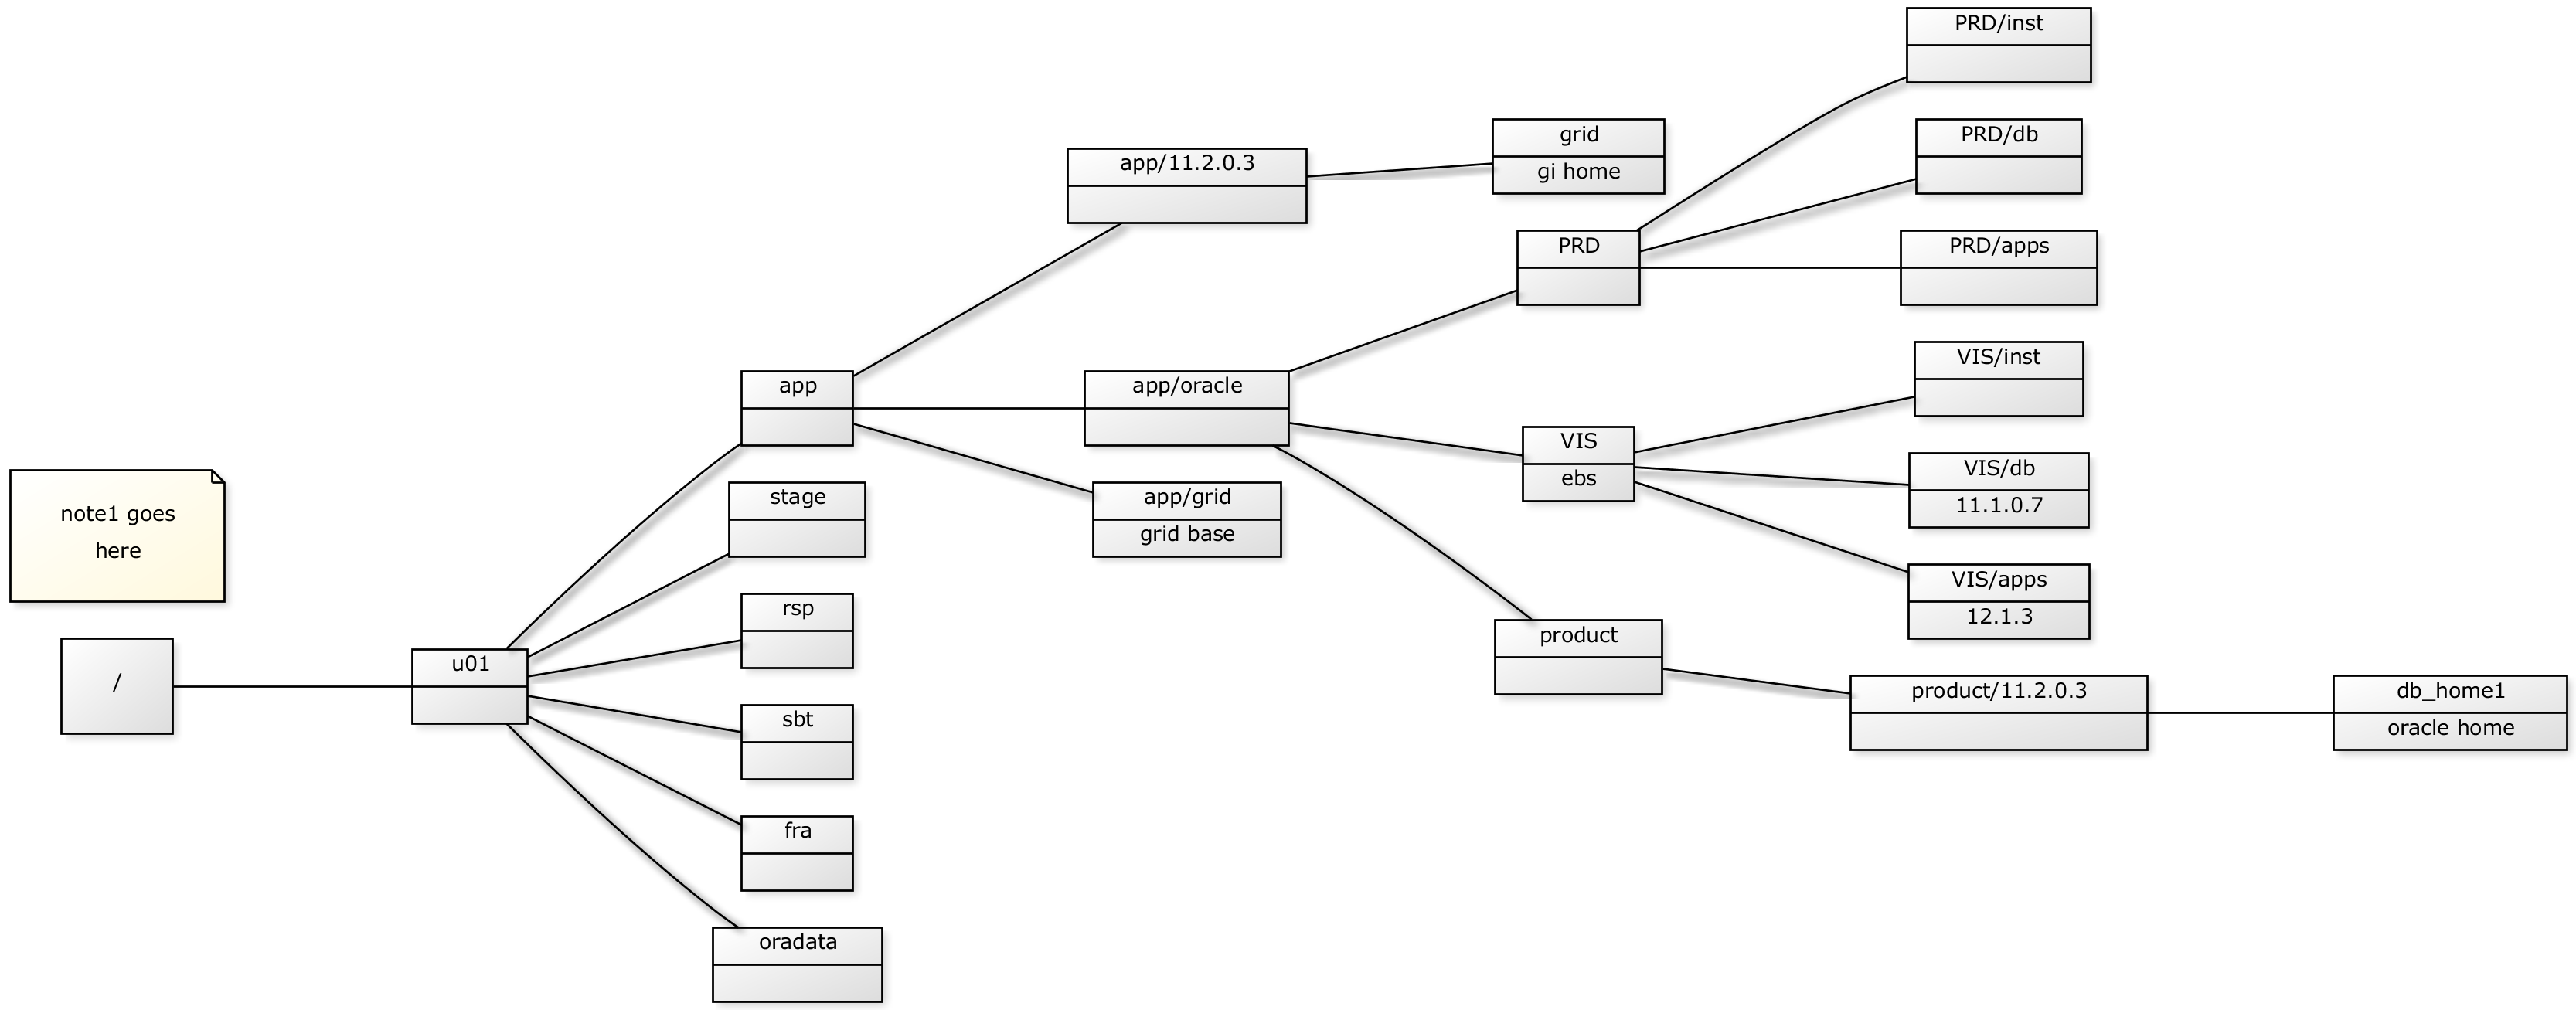 PRD/inst
PRD/db
grid
gi home
app/11.2.0.3
PRD
PRD/apps
VIS/inst
app
app/oracle
VIS
ebs
VIS/db
11.1.0.7
stage
app/grid
grid base
note1 goes
here
VIS/apps
12.1.3
rsp
product
/
u01
product/11.2.0.3
db_home1
oracle home
sbt
fra
oradata